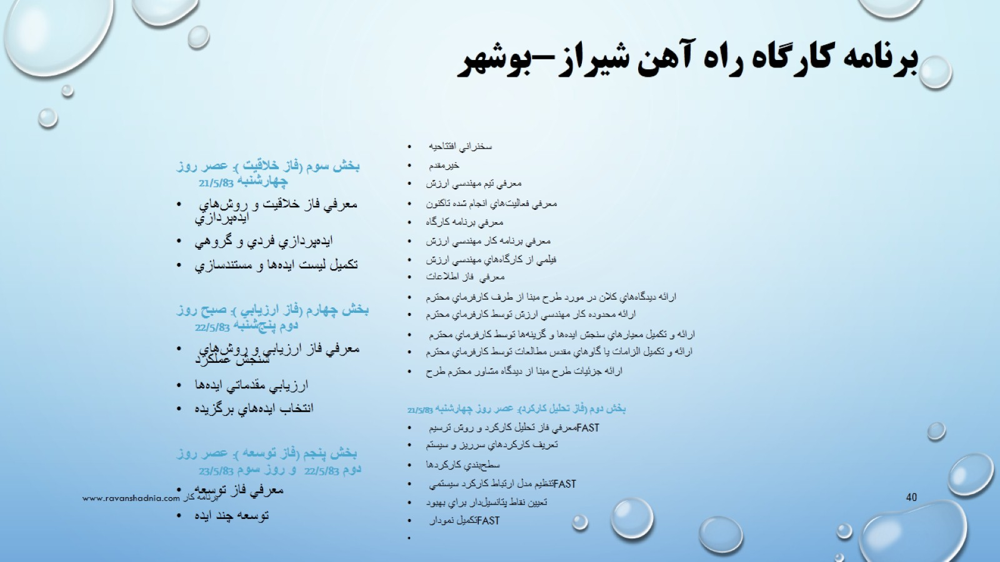 برنامه کارگاه راه آهن شیراز–بوشهر
سخنراني افتتاحيه
خيرمقدم
معرفي تيم مهندسي ارزش
معرفي فعاليت‌هاي انجام شده تاکنون
معرفي برنامه کارگاه
معرفي برنامه کار مهندسي ارزش
فيلمي از کارگاه‌هاي مهندسي ارزش
معرفي  فاز اطلاعات
ارائه ديدگاه‌هاي کلان در مورد طرح مبنا از طرف کارفرماي محترم
ارائه محدوده کار مهندسي ارزش توسط کارفرماي محترم
ارائه و تکميل معيارهاي سنجش ايده‌ها و گزينه‌ها توسط کارفرماي محترم
ارائه و تکميل الزامات يا گاوهاي مقدس مطالعات توسط کارفرماي محترم
ارائه جزئيات طرح مبنا از ديدگاه مشاور محترم طرح
بخش دوم (فاز تحليل کارکرد): عصر روز چهارشنبه 21/5/83
معرفي فاز تحليل کارکرد و روش ترسيم FAST
تعريف کارکردهاي سرريز و سيستم
سطح‌بندي کارکردها
تنظيم مدل ارتباط کارکرد سيستمي FAST
تعيين نقاط پتانسيل‌دار براي بهبود
تکميل نمودار FAST
بخش سوم (فاز خلاقيت ): عصر روز
چهارشنبه 21/5/83
معرفي فاز خلاقيت و روش‌هاي
ايده‌پردازي
ايده‌پردازي فردي و گروهي
تکميل ليست ايده‌ها و مستندسازي
بخش چهارم (فاز ارزيابي ): صبح روز
دوم پنج‌شنبه 22/5/83
معرفي فاز ارزيابي و روش‌هاي
سنجش عملکرد
ارزيابي مقدماتي ايده‌ها
انتخاب ايده‌هاي برگزيده
بخش پنجم (فاز توسعه ): عصر روز
دوم 22/5/83  و روز سوم 23/5/83
معرفي فاز توسعه
توسعه چند ايده
برنامه کار www.ravanshadnia.com
40